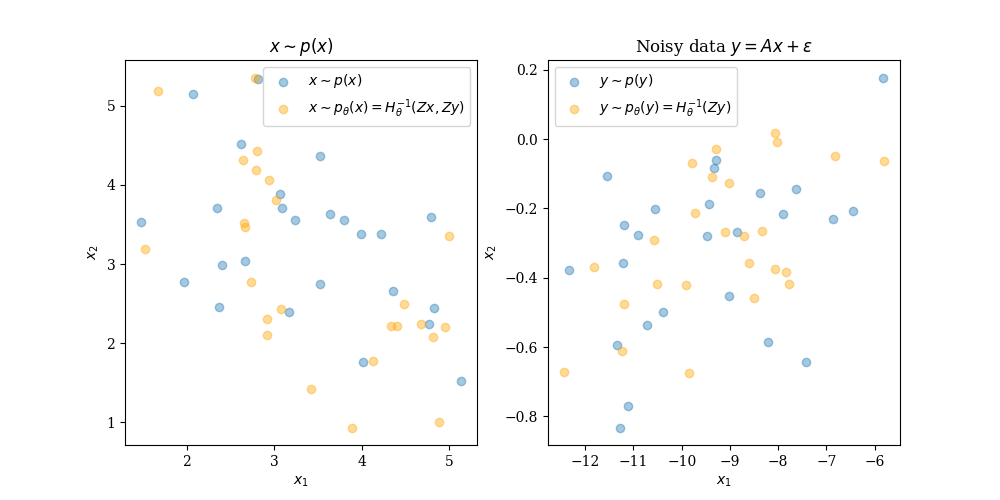 x ~ p(x)
x ~ p(x)
x ~ p_θ(x) = H_θ^{-1}(Zx, Zy)
5
4
3
2
1
x_2
2 3 4 5
x_1
Noisy data y = Ax + ε
y ~ p(y)
y ~ p_θ(y) = H_θ^{-1}(Zy)
0.2
0.0
−0.2
−0.4
−0.6
−0.8
x_2
−12 −11 −10 −9 −8 −7 −6
x_1